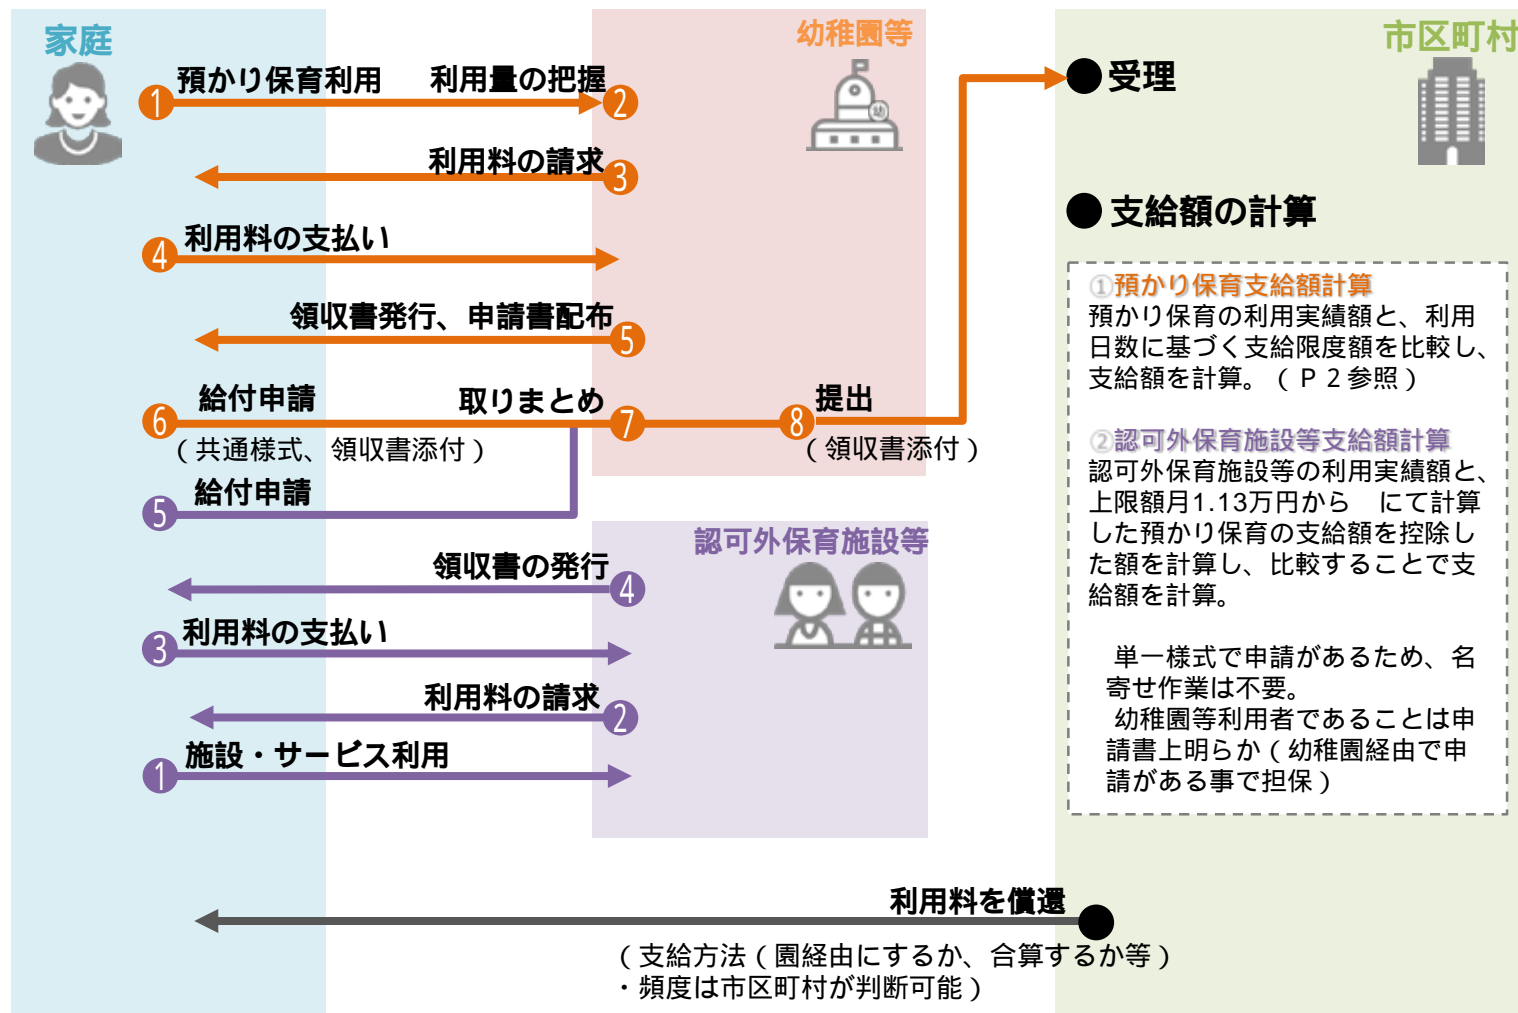 家庭
幼稚園等
市区町村
① 預かり保育利用
利用量の把握 ②
利用料の請求 ③
④ 利用料の支払い
領収書発行、申請書配布 ⑤
⑥ 給付申請
（共通様式、領収書添付）
取りまとめ ⑦
⑧ 提出
（領収書添付）
⑤ 給付申請
認可外保育施設等
領収書の発行 ④
③ 利用料の支払い
利用料の請求 ②
① 施設・サービス利用
●受理
●支給額の計算
①預かり保育支給額計算
預かり保育の利用実績額と、利用
日数に基づく支給限度額を比較し、
支給額を計算。（Ｐ２参照）
②認可外保育施設等支給額計算
認可外保育施設等の利用実績額と、
上限額月1.13万円から　にて計算
した預かり保育の支給額を控除し
た額を計算し、比較することで支
給額を計算。
単一様式で申請があるため、名
寄せ作業は不要。
幼稚園等利用者であることは申
請書上明らか（幼稚園経由で申
請がある事で担保）
利用料を償還
（支給方法（園経由にするか、合算するか等）
・頻度は市区町村が判断可能）
幼